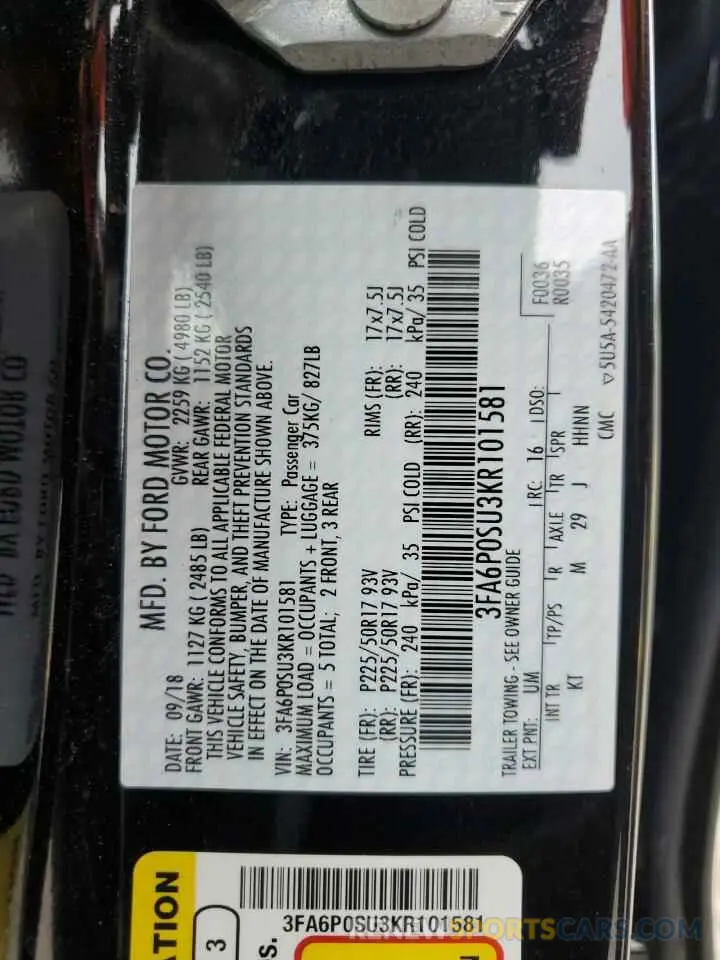 MFD. BY FORD MOTOR CO.
DATE: 09/18 GVWR: 2259 KG ( 4980 LB)
FRONT GAWR: 1127 KG ( 2485 LB) REAR GAWR: 1152 KG ( 2540 LB)
THIS VEHICLE CONFORMS TO ALL APPLICABLE FEDERAL MOTOR
VEHICLE SAFETY, BUMPER, AND THEFT PREVENTION STANDARDS
IN EFFECT ON THE DATE OF MANUFACTURE SHOWN ABOVE.
VIN: 3FA6P0SU3KR101581 TYPE: Passenger Car
MAXIMUM LOAD = OCCUPANTS + LUGGAGE = 375KG/ 827LB
OCCUPANTS = 5 TOTAL; 2 FRONT, 3 REAR
TIRE (FR): P225/50R17 93V RIMS (FR): 17x7.5J
(RR): P225/50R17 93V (RR): 17x7.5J
PRESSURE (FR): 240 kPa/ 35 PSI COLD (RR): 240 kPa/ 35 PSI COLD
3FA6P0SU3KR101581
TRAILER TOWING - SEE OWNER GUIDE
EXT PNT: UM RC: 16 DSO: F0036
R0035
INT TR TP/PS R AXLE TR SPR
KT M 29 J HHNN
CMC 5U5A-5420472-AA
3FA6P0SU3KR101581
ATION
3
S.
RENEWSPORTCARS.COM